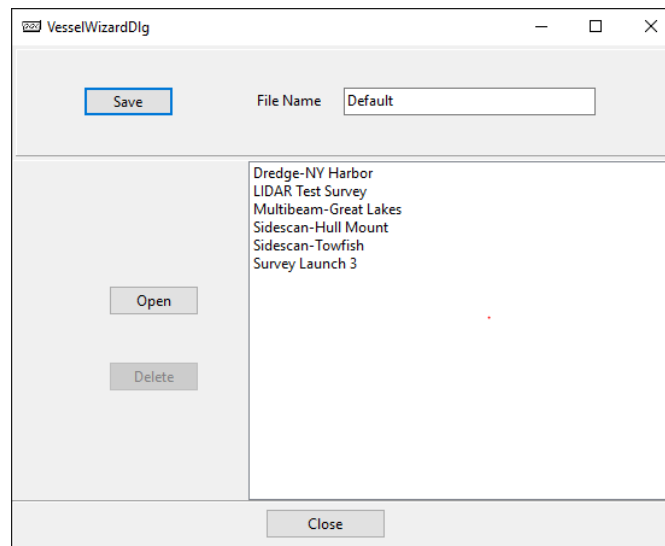 VesselWizardDlg
Save
File Name
Default
Dredge-NY Harbor
LIDAR Test Survey
Multibeam-Great Lakes
Sidescan-Hull Mount
Sidescan-Towfish
Survey Launch 3
Open
Delete
Close